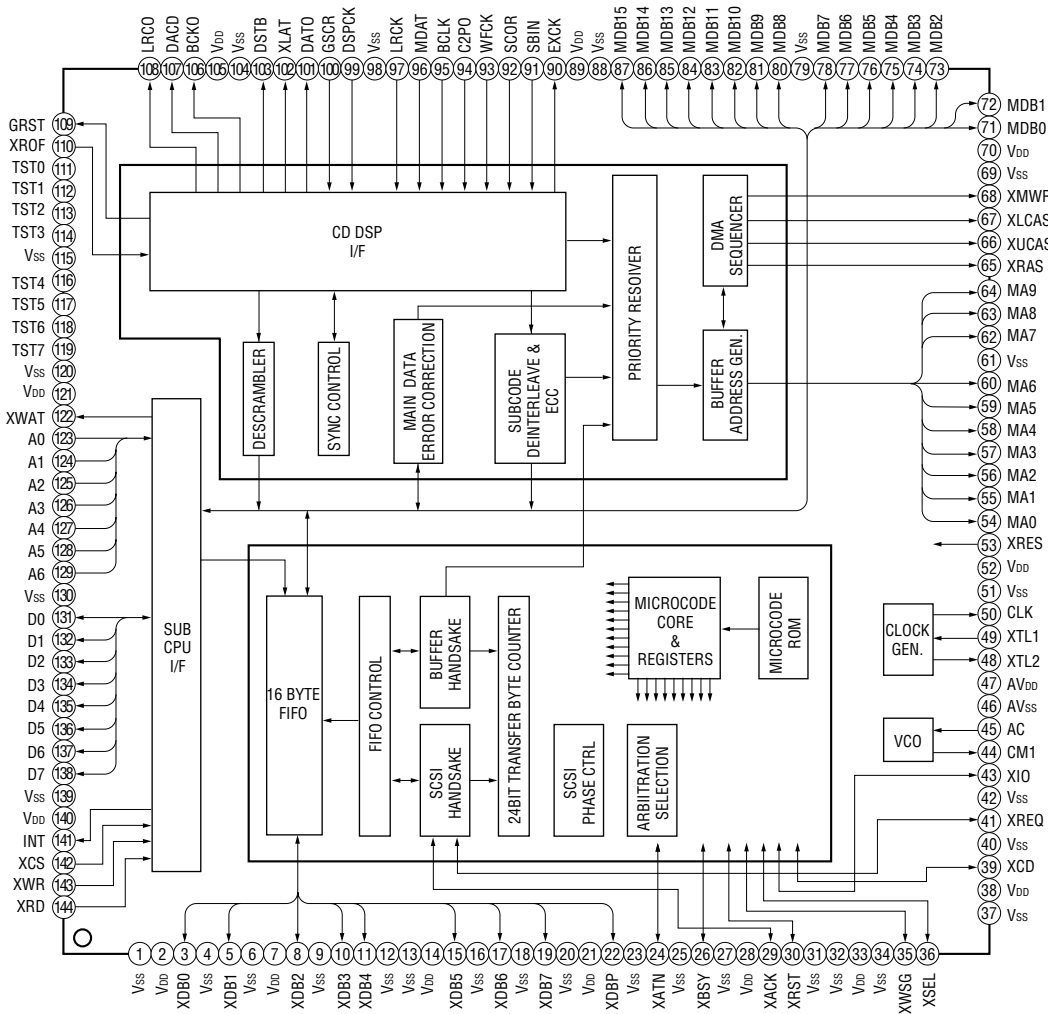 LRCO
DACD
BCKO
VDD
VSS
DSTB
XLAT
DATO
GSCR
DSPCK
VSS
LRCK
MDAT
BCLK
C2PO
WFCK
SCOR
SBIN
EXCK
VDD
VSS
MDB15
MDB14
MDB13
MDB12
MDB11
MDB10
MDB9
MDB8
VSS
MDB7
MDB6
MDB5
MDB4
MDB3
MDB2
108
107
106
105
104
103
102
101
100
99
98
97
96
95
94
93
92
91
90
89
88
87
86
85
84
83
82
81
80
79
78
77
76
75
74
73
GRST 109
XROF 110
TST0 111
TST1 112
TST2 113
TST3 114
VSS 115
TST4 116
TST5 117
TST6 118
TST7 119
VSS 120
VDD 121
XWAT 122
A0 123
A1 124
A2 125
A3 126
A4 127
A5 128
A6 129
VSS 130
D0 131
D1 132
D2 133
D3 134
D4 135
D5 136
D6 137
D7 138
VSS 139
VDD 140
INT 141
XCS 142
XWR 143
XRD 144
CD DSP
I/F
DESCRAMBLER
SYNC CONTROL
MAIN DATA
ERROR CORRECTION
SUBCODE
DEINTERLEAVE &
ECC
PRIORITY RESOIVER
DMA
SEQUENCER
BUFFER
ADDRESS GEN.
SUB
CPU
I/F
16 BYTE
FIFO
FIFO CONTROL
BUFFER
HANDSAKE
SCSI
HANDSAKE
24BIT TRANSFER BYTE COUNTER
SCSI
PHASE CTRL
MICROCODE
CORE
&
REGISTERS
MICROCODE
ROM
ARBIITRATION
SELECTION
CLOCK
GEN.
VCO
72 MDB1
71 MDB0
70 VDD
69 VSS
68 XMWR
67 XLCAS
66 XUCAS
65 XRAS
64 MA9
63 MA8
62 MA7
61 VSS
60 MA6
59 MA5
58 MA4
57 MA3
56 MA2
55 MA1
54 MA0
53 XRES
52 VDD
51 VSS
50 CLK
49 XTL1
48 XTL2
47 AVDD
46 AVSS
45 AC
44 CM1
43 XIO
42 VSS
41 XREQ
40 VSS
39 XCD
38 VDD
37 VSS
1
2
3
4
5
6
7
8
9
10
11
12
13
14
15
16
17
18
19
20
21
22
23
24
25
26
27
28
29
30
31
32
33
34
35
36
VSS
VDD
XDB0
VSS
XDB1
VSS
VDD
XDB2
VSS
XDB3
XDB4
VSS
VSS
VDD
XDB5
VSS
XDB6
VSS
XDB7
VSS
VDD
XDBP
VSS
XATN
VSS
XBSY
VSS
VDD
XACK
XRST
VSS
VSS
VDD
VSS
XWSG
XSEL